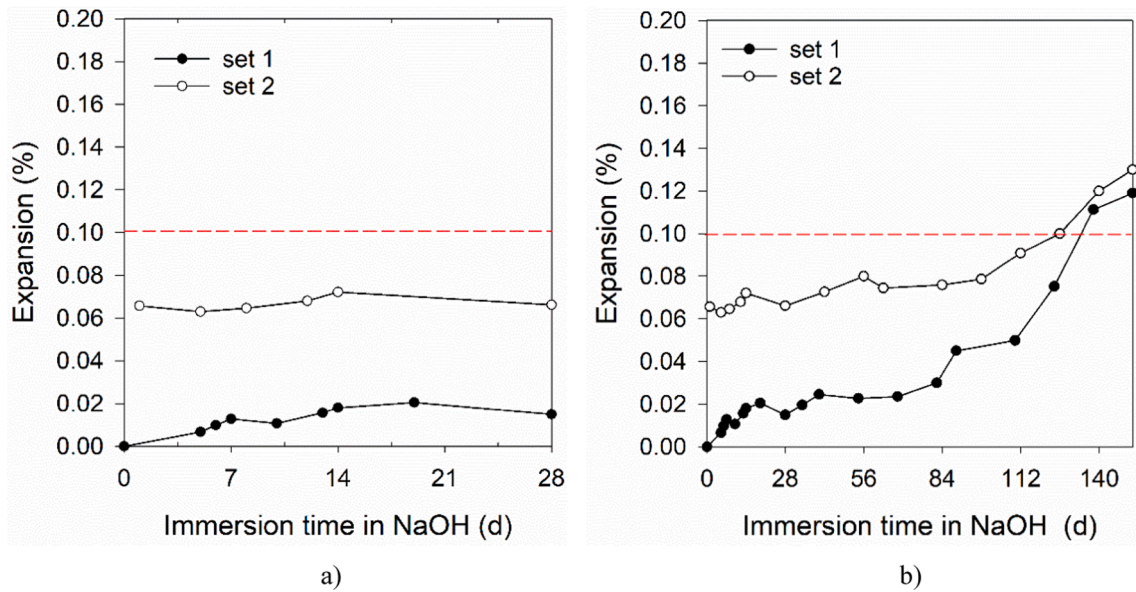 0.20
0.18
0.16
0.14
0.12
0.10
0.08
0.06
0.04
0.02
0.00
Expansion (%)
set 1
set 2
0 7 14 21 28
Immersion time in NaOH (d)
a)
0.20
0.18
0.16
0.14
0.12
0.10
0.08
0.06
0.04
0.02
0.00
Expansion (%)
set 1
set 2
0 28 56 84 112 140
Immersion time in NaOH (d)
b)